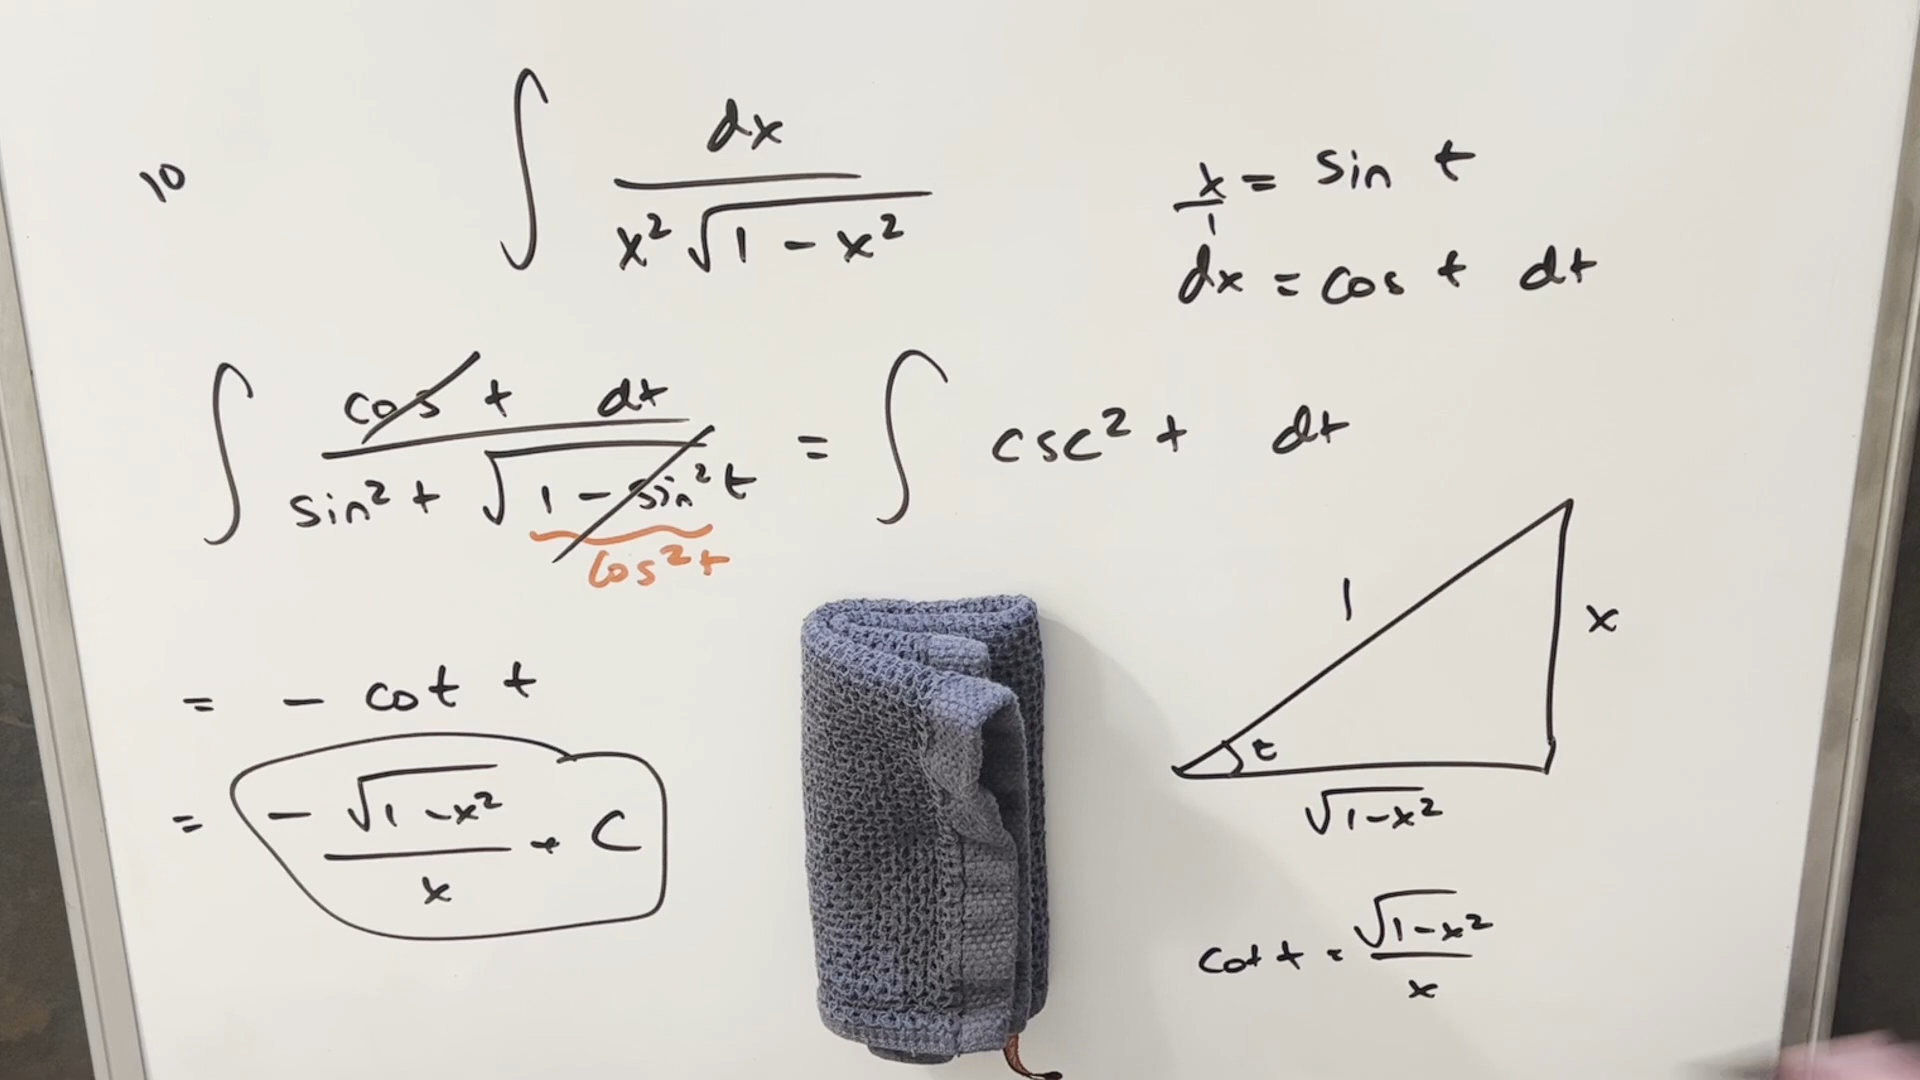 10
∫ dx / (x² √(1 - x²))
x/1 = sin t
dx = cos t dt
∫ cos t dt / (sin² t √(1 - sin² t)) = ∫ csc² t dt
cos² t
1
x
t
√(1-x²)
= - cot t
= - √(1-x²) / x + C
cot t = √(1-x²) / x